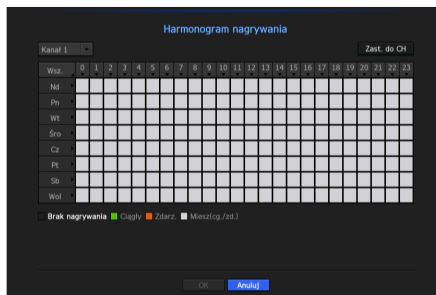 Harmonogram nagrywania
Kanał 1 Zast. do CH
Wsz. 0 1 2 3 4 5 6 7 8 9 10 11 12 13 14 15 16 17 18 19 20 21 22 23
Nd
Pn
Wt
Śro
Cz
Pt
Sb
Wol
Brak nagrywania Ciągły Zdarz. Miesz(cg./zd.)
OK Anuluj